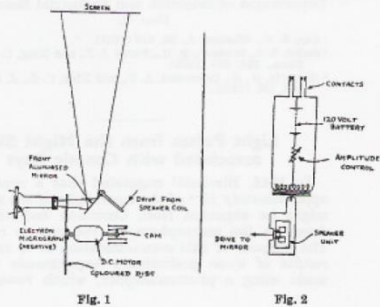 SCREEN
FRONT
ALUMINISED
MIRROR
DRIVE FROM
SPEAKER COIL
ELECTRON
MICROGRAPH
(NEGATIVE)
CAM
D.C. MOTOR
COLOURED DISC
Fig. 1
CONTACTS
120 VOLT
BATTERY
AMPLITUDE
CONTROL
DRIVE TO
MIRROR
SPEAKER
UNIT
Fig. 2